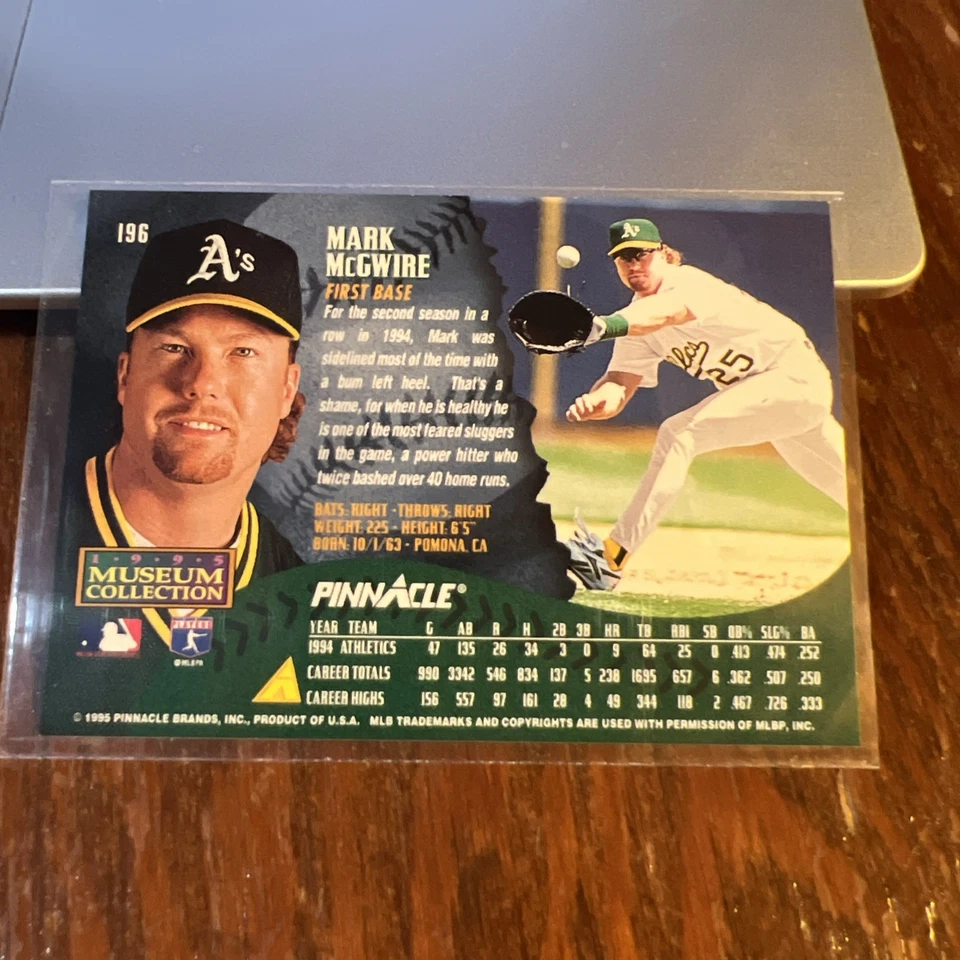 196
A's
MARK
McGWIRE
FIRST BASE
For the second season in a
row in 1994, Mark was
sidelined most of the time with
a bum left heel. That's a
shame, for when he is healthy he
is one of the most feared sluggers
in the game, a power hitter who
twice bashed over 40 home runs.
BATS: RIGHT · THROWS: RIGHT
WEIGHT: 225 · HEIGHT: 6'5"
BORN: 10/1/63 · POMONA, CA
A's
25
1·9·9·5
MUSEUM
COLLECTION
PINNACLE®
©MLBPA
YEAR TEAM G AB R H 2B 3B HR TB RBI SB OB% SLG% BA
1994 ATHLETICS 47 135 26 34 3 0 9 64 25 0 .413 .474 .252
CAREER TOTALS 990 3342 546 834 137 5 238 1695 657 6 .362 .507 .250
CAREER HIGHS 156 557 97 161 28 4 49 344 118 2 .467 .726 .333
© 1995 PINNACLE BRANDS, INC., PRODUCT OF U.S.A. MLB TRADEMARKS AND COPYRIGHTS ARE USED WITH PERMISSION OF MLBP, INC.